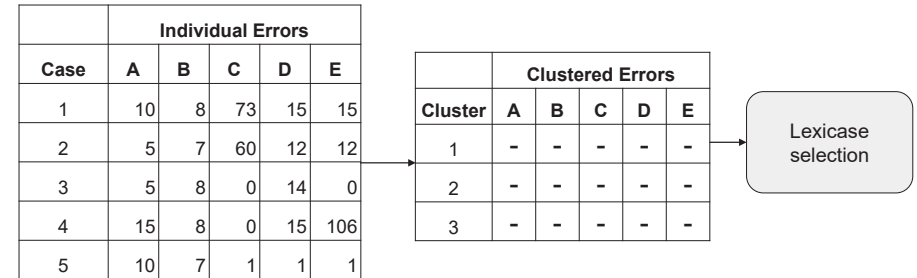 Individual Errors
Case A B C D E
1 10 8 73 15 15
2 5 7 60 12 12
3 5 8 0 14 0
4 15 8 0 15 106
5 10 7 1 1 1
Clustered Errors
Cluster A B C D E
1 - - - - -
2 - - - - -
3 - - - - -
Lexicase
selection